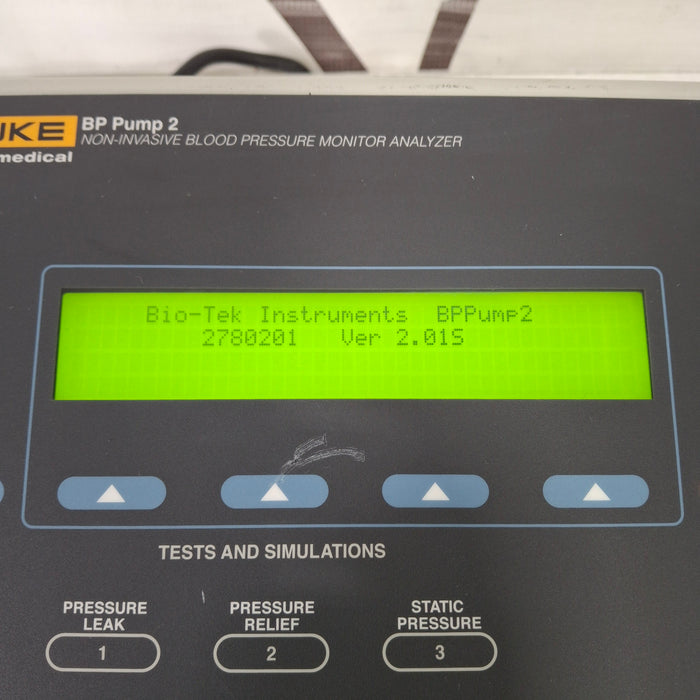 UKE BP Pump 2
medical NON-INVASIVE BLOOD PRESSURE MONITOR ANALYZER
Bio-Tek Instruments BPPump2
2780201 Ver 2.01S
TESTS AND SIMULATIONS
PRESSURE LEAK
1
PRESSURE RELIEF
2
STATIC PRESSURE
3